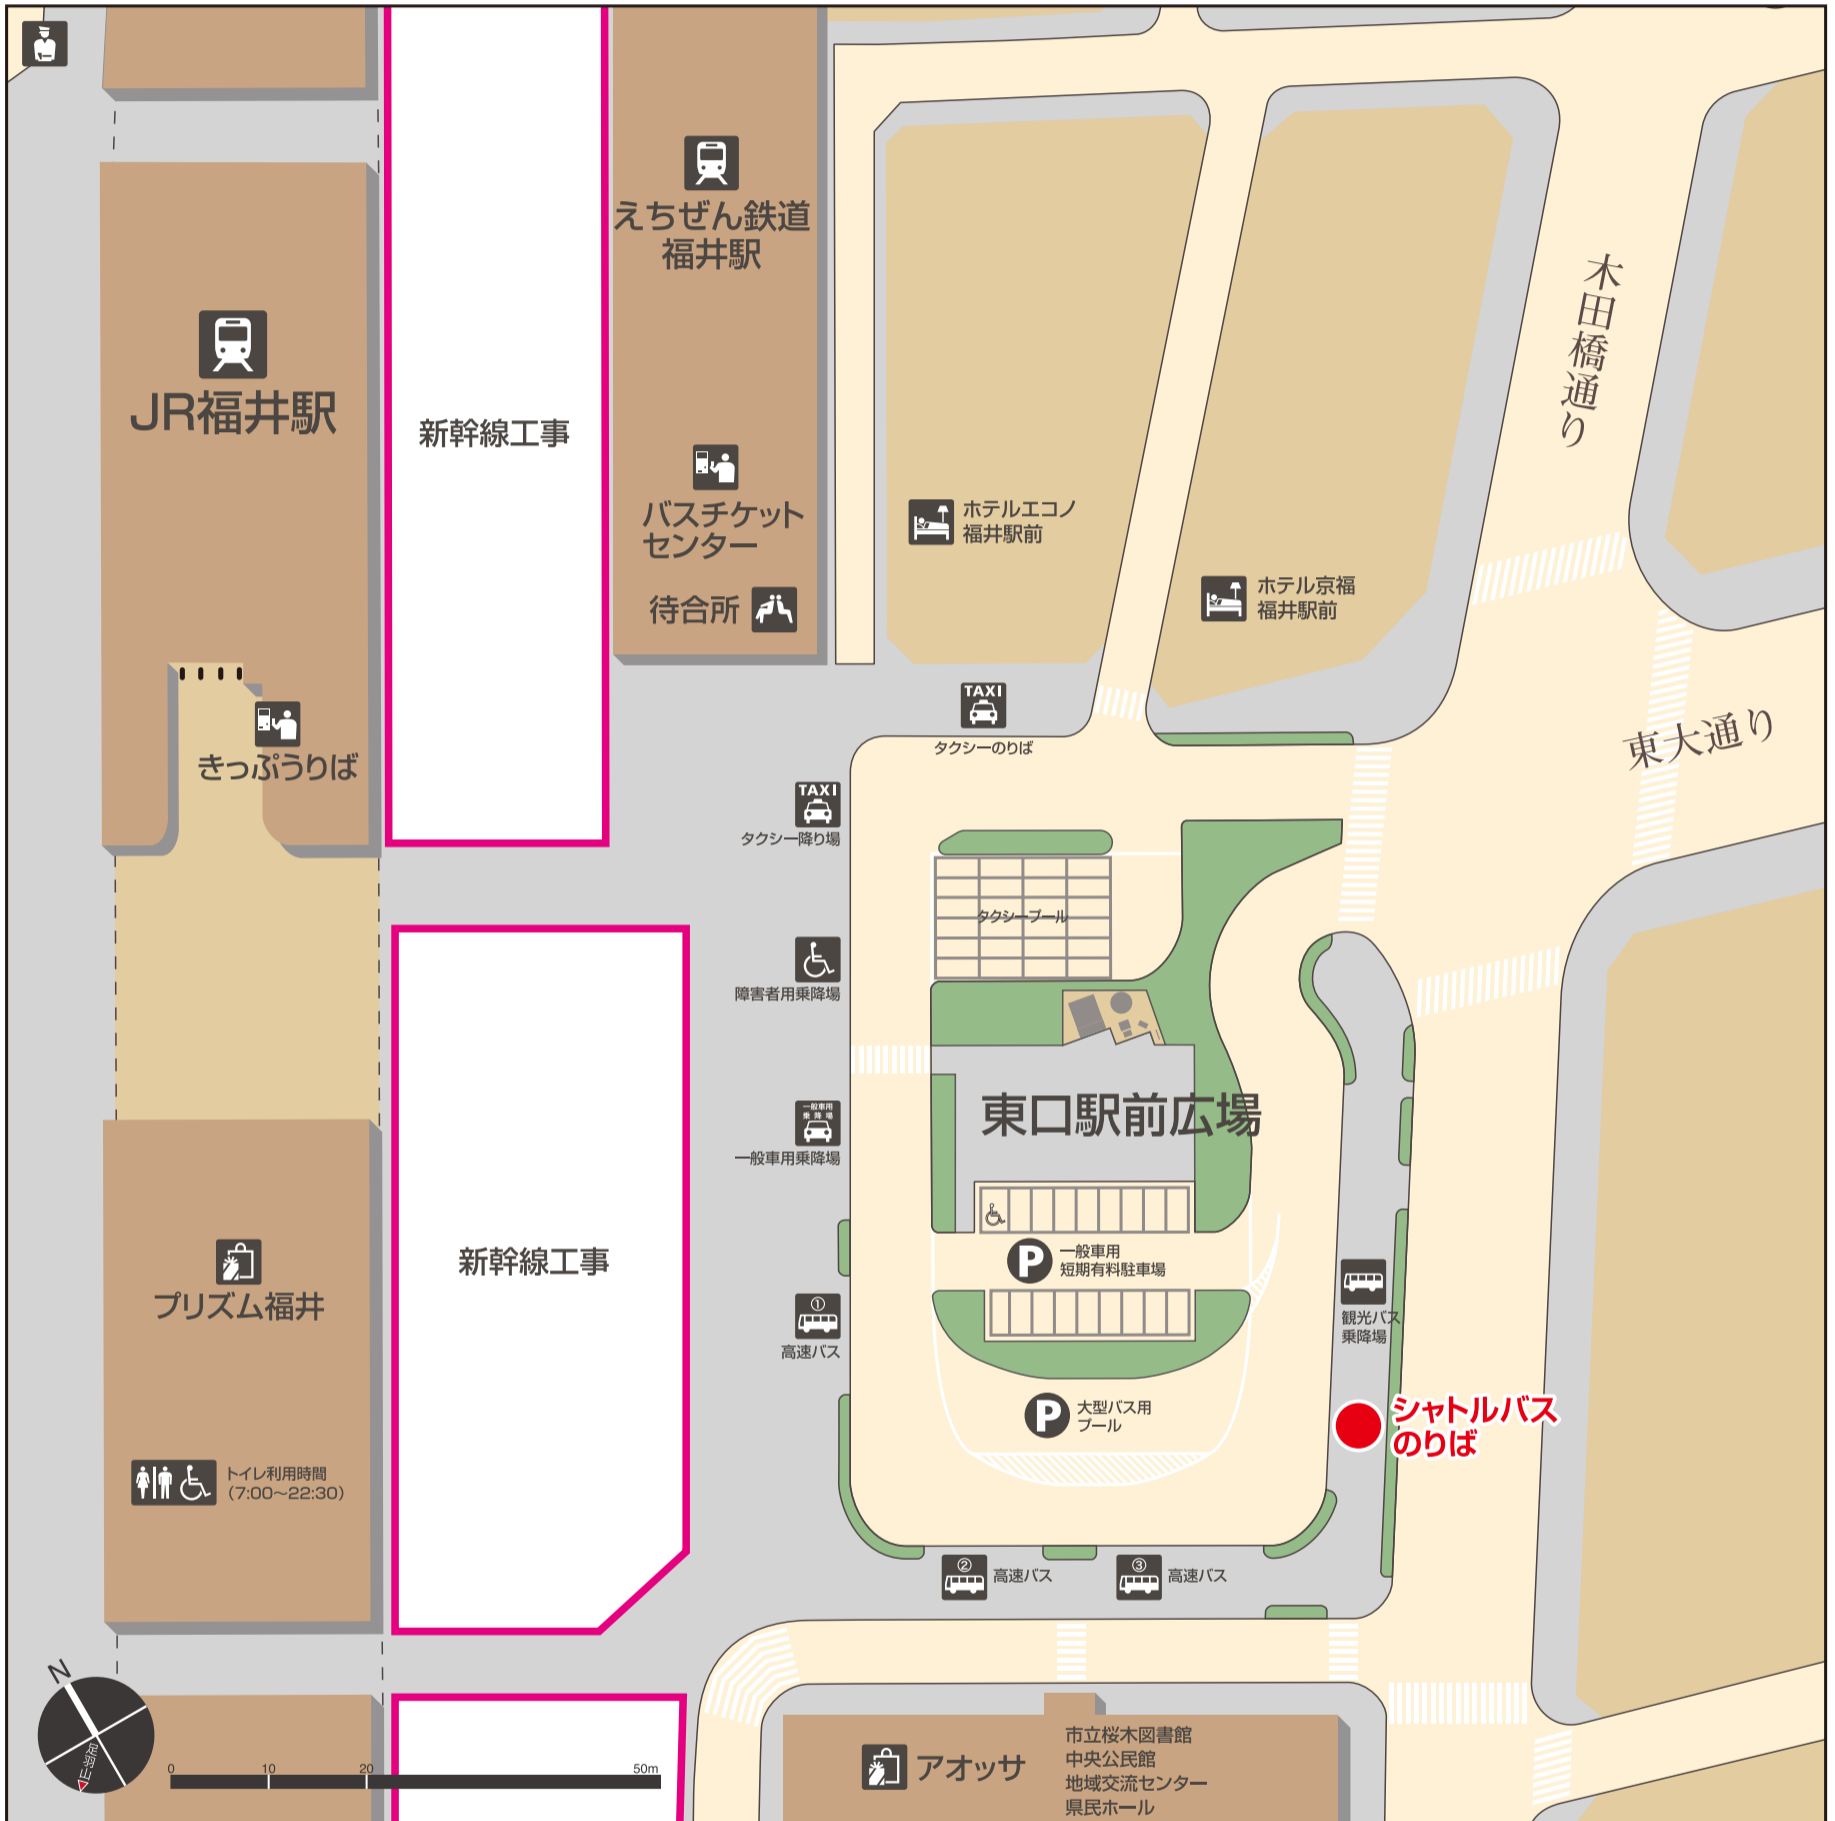 えちぜん鉄道
福井駅
JR福井駅
新幹線工事
バスチケット
センター
待合所
ホテルエコノ
福井駅前
ホテル京福
福井駅前
木田橋通り
東大通り
TAXI
タクシーのりば
きっぷうりば
TAXI
タクシー降り場
タクシープール
障害者用乗降場
東口駅前広場
一般車用
乗降場
一般車用乗降場
新幹線工事
プリズム福井
P
一般車用
短期有料駐車場
①
高速バス
観光バス
乗降場
P
大型バス用
プール
シャトルバス
のりば
トイレ利用時間
(7:00～22:30)
②
高速バス
③
高速バス
N
足羽山
0 10 20 50m
アオッサ
市立桜木図書館
中央公民館
地域交流センター
県民ホール